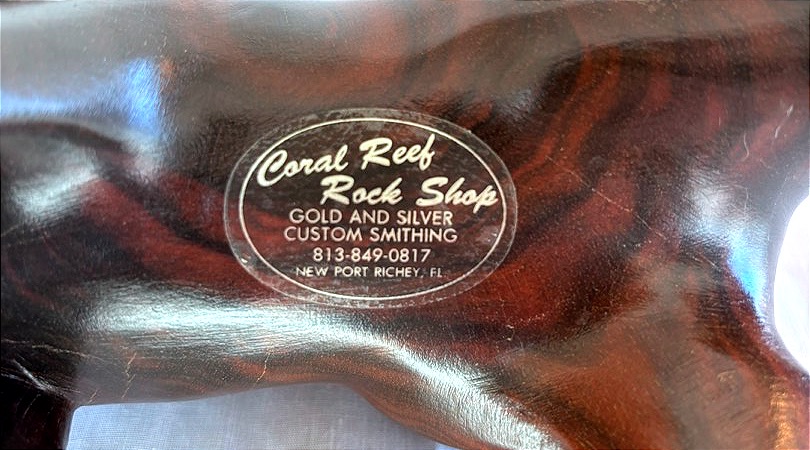 Coral Reef
Rock Shop
GOLD AND SILVER
CUSTOM SMITHING
813-849-0817
NEW PORT RICHEY, FL.